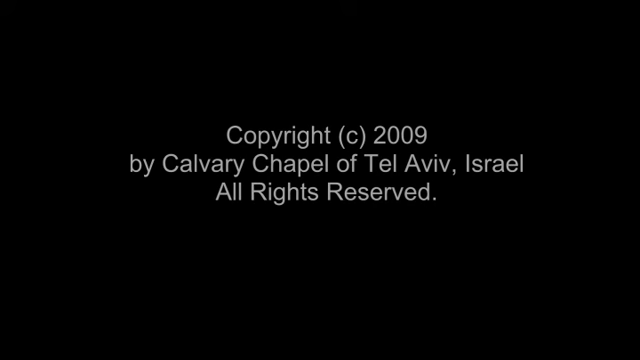 Copyright (c) 2009
by Calvary Chapel of Tel Aviv, Israel
All Rights Reserved.